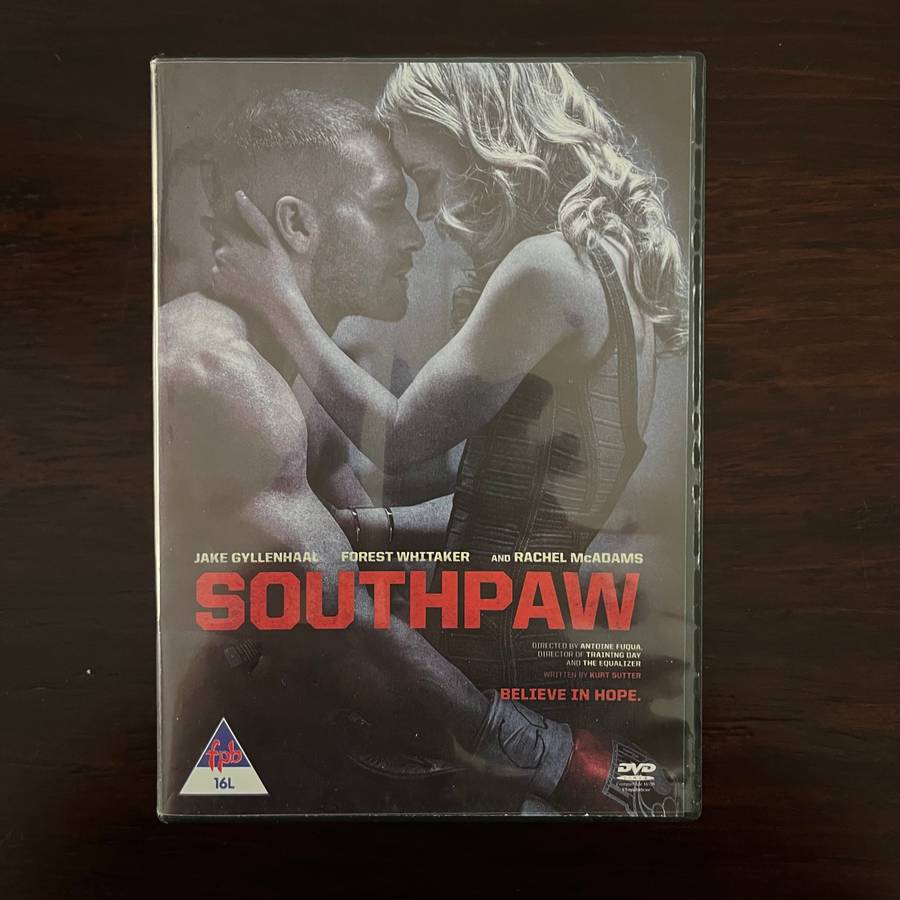 JAKE GYLLENHAAL FOREST WHITAKER AND RACHEL McADAMS
SOUTHPAW
DIRECTED BY ANTOINE FUQUA,
DIRECTOR OF TRAINING DAY
AND THE EQUALIZER
WRITTEN BY KURT SUTTER
BELIEVE IN HOPE.
fpb
16L
DVD